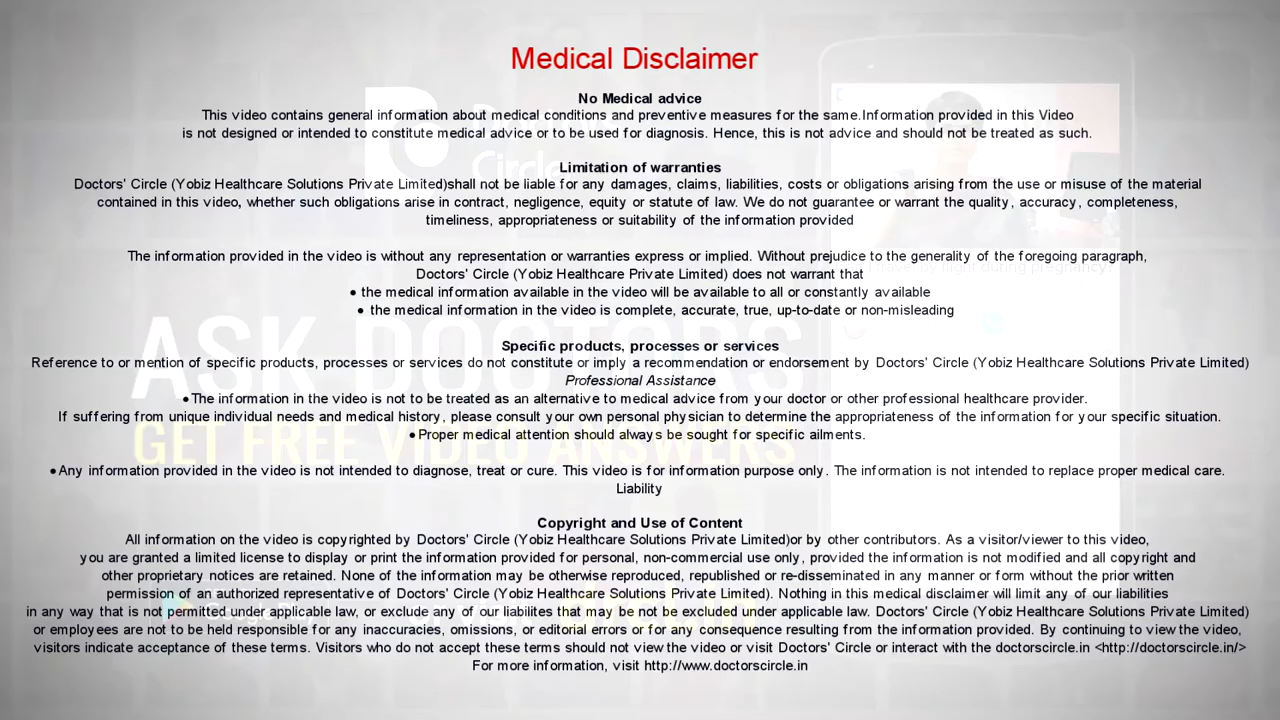 Medical Disclaimer
No Medical advice
This video contains general information about medical conditions and preventive measures for the same.Information provided in this Video
is not designed or intended to constitute medical advice or to be used for diagnosis. Hence, this is not advice and should not be treated as such.
Limitation of warranties
Doctors' Circle (Yobiz Healthcare Solutions Private Limited)shall not be liable for any damages, claims, liabilities, costs or obligations arising from the use or misuse of the material
contained in this video, whether such obligations arise in contract, negligence, equity or statute of law. We do not guarantee or warrant the quality, accuracy, completeness,
timeliness, appropriateness or suitability of the information provided
The information provided in the video is without any representation or warranties express or implied. Without prejudice to the generality of the foregoing paragraph,
Doctors' Circle (Yobiz Healthcare Private Limited) does not warrant that
• the medical information available in the video will be available to all or constantly available
• the medical information in the video is complete, accurate, true, up-to-date or non-misleading
Specific products, processes or services
Reference to or mention of specific products, processes or services do not constitute or imply a recommendation or endorsement by Doctors' Circle (Yobiz Healthcare Solutions Private Limited)
Professional Assistance
•The information in the video is not to be treated as an alternative to medical advice from your doctor or other professional healthcare provider.
If suffering from unique individual needs and medical history, please consult your own personal physician to determine the appropriateness of the information for your specific situation.
•Proper medical attention should always be sought for specific ailments.
•Any information provided in the video is not intended to diagnose, treat or cure. This video is for information purpose only. The information is not intended to replace proper medical care.
Liability
Copyright and Use of Content
All information on the video is copyrighted by Doctors' Circle (Yobiz Healthcare Solutions Private Limited)or by other contributors. As a visitor/viewer to this video,
you are granted a limited license to display or print the information provided for personal, non-commercial use only, provided the information is not modified and all copyright and
other proprietary notices are retained. None of the information may be otherwise reproduced, republished or re-disseminated in any manner or form without the prior written
permission of an authorized representative of Doctors' Circle (Yobiz Healthcare Solutions Private Limited). Nothing in this medical disclaimer will limit any of our liabilities
in any way that is not permitted under applicable law, or exclude any of our liabilites that may be not be excluded under applicable law. Doctors' Circle (Yobiz Healthcare Solutions Private Limited)
or employees are not to be held responsible for any inaccuracies, omissions, or editorial errors or for any consequence resulting from the information provided. By continuing to view the video,
visitors indicate acceptance of these terms. Visitors who do not accept these terms should not view the video or visit Doctors' Circle or interact with the doctorscircle.in <http://doctorscircle.in/>
For more information, visit http://www.doctorscircle.in
Circle
ASK DOCTORS
GET FREE VIDEO ANSWERS
travel by flight during pregnancy?
Google Play
or visit